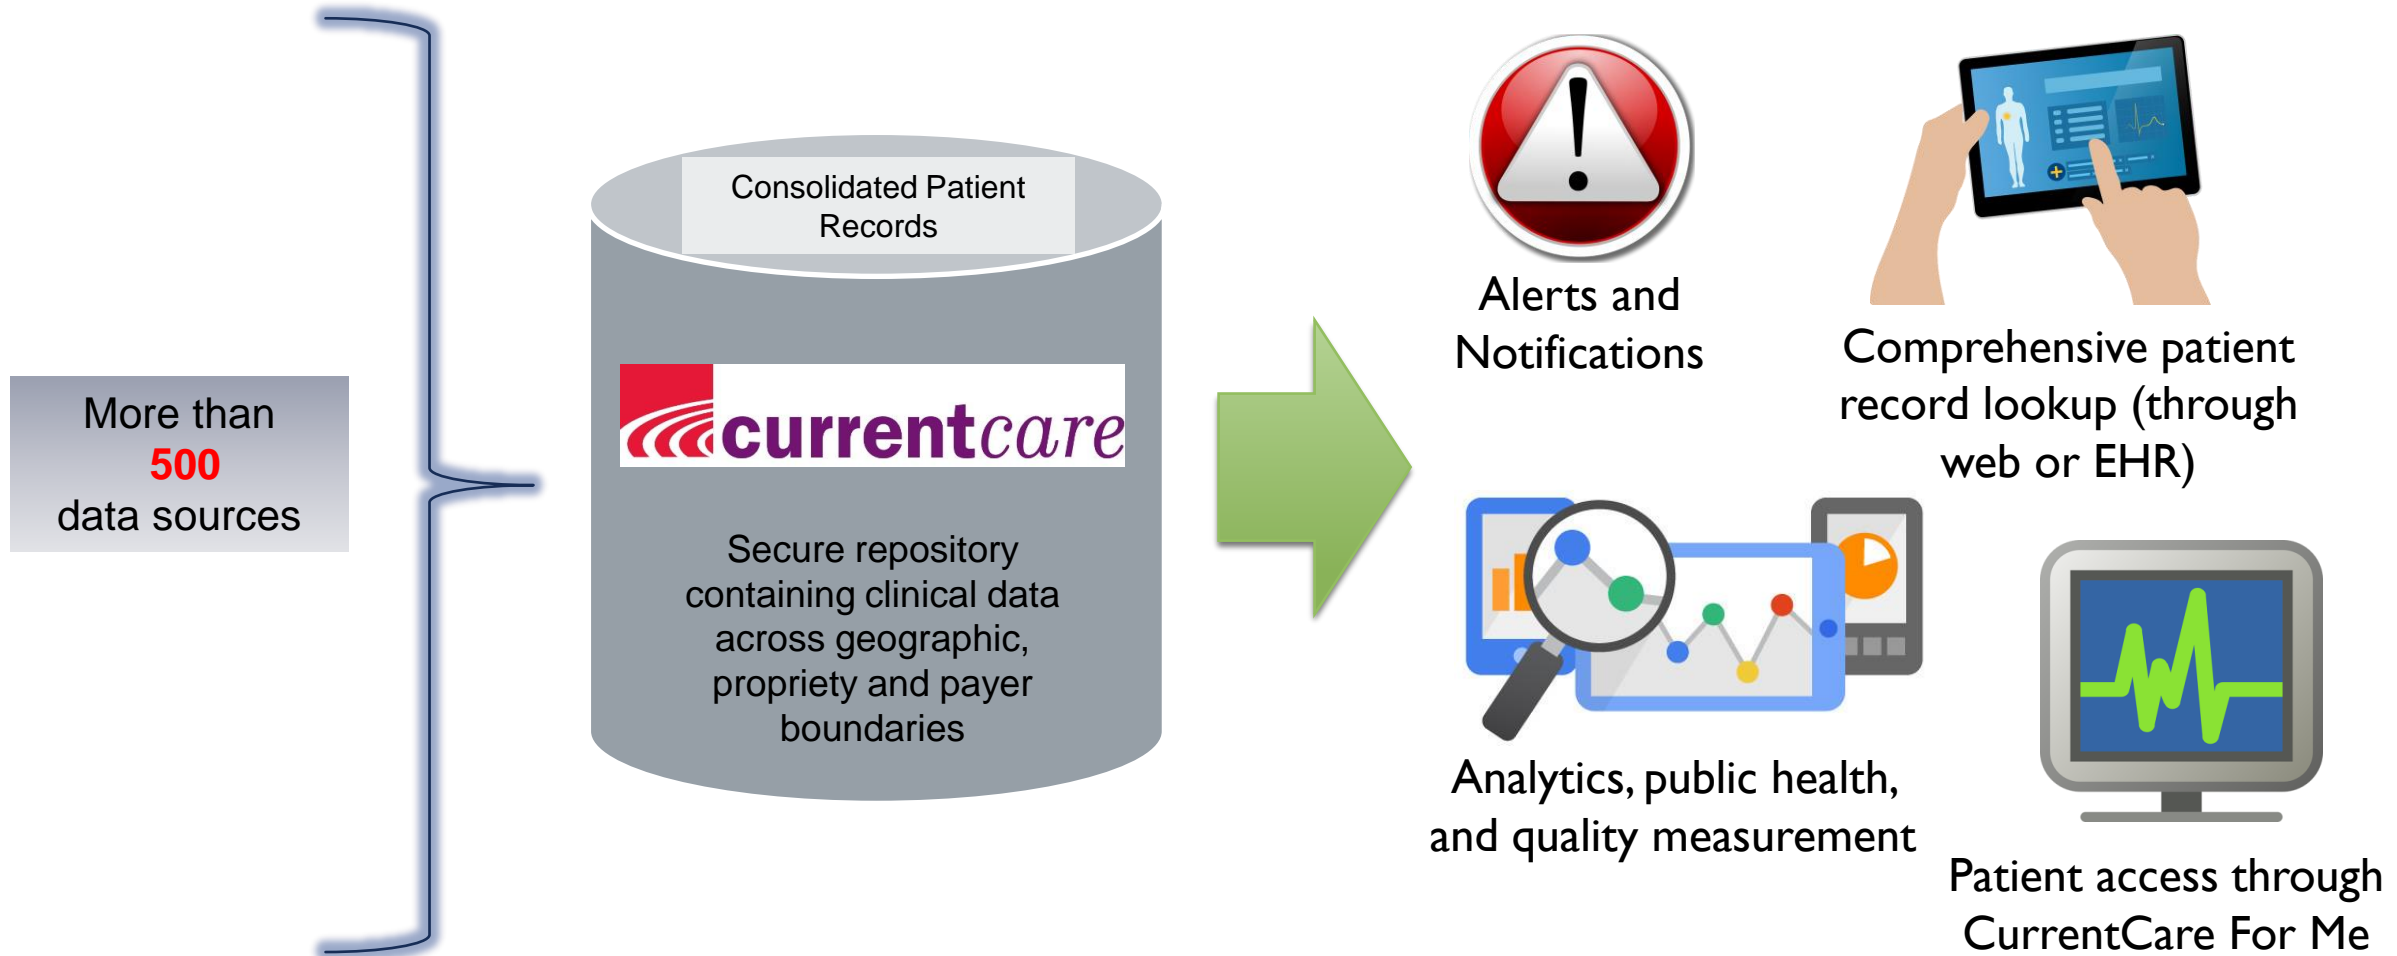 More than
500
data sources
Consolidated Patient
Records
currentcare
Secure repository
containing clinical data
across geographic,
propriety and payer
boundaries
Alerts and
Notifications
Comprehensive patient
record lookup (through
web or EHR)
Analytics, public health,
and quality measurement
Patient access through
CurrentCare For Me